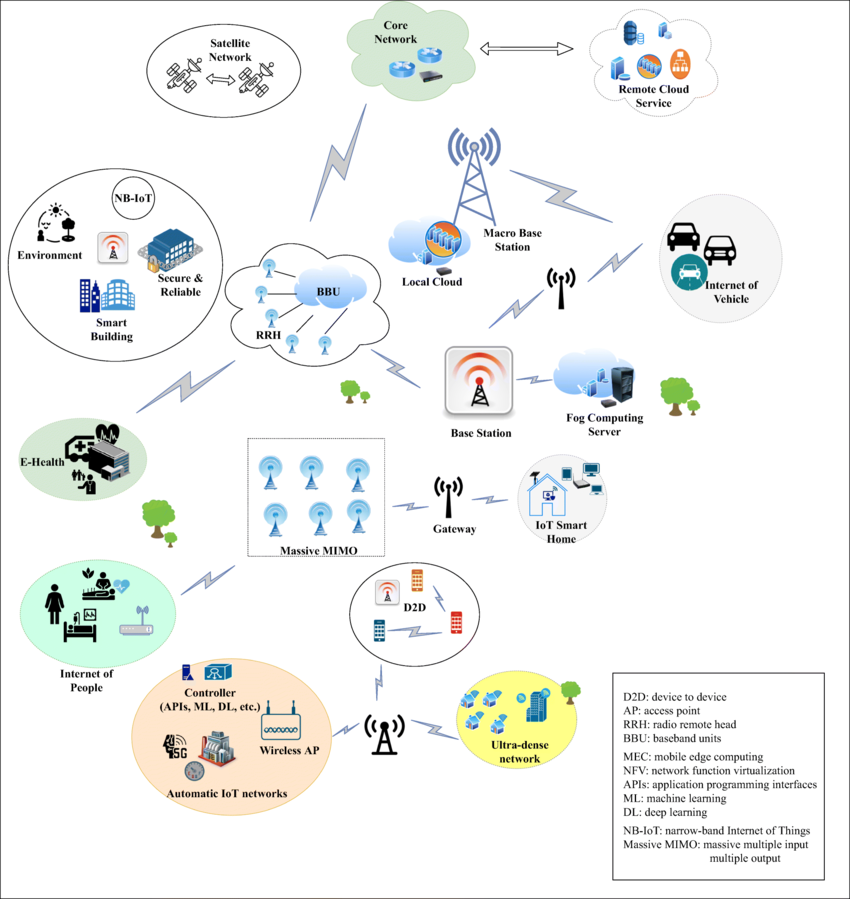 Satellite
Network
Core
Network
Remote Cloud
Service
NB-IoT
Environment
Secure &
Reliable
Smart
Building
Macro Base
Station
Local Cloud
Internet of
Vehicle
BBU
RRH
Base Station
Fog Computing
Server
E-Health
Massive MIMO
Gateway
IoT Smart
Home
D2D
Internet of
People
Controller
(APIs, ML, DL, etc.)
Wireless AP
5G
Automatic IoT networks
Ultra-dense
network
D2D: device to device
AP: access point
RRH: radio remote head
BBU: baseband units
MEC: mobile edge computing
NFV: network function virtualization
APIs: application programming interfaces
ML: machine learning
DL: deep learning
NB-IoT: narrow-band Internet of Things
Massive MIMO: massive multiple input
multiple output